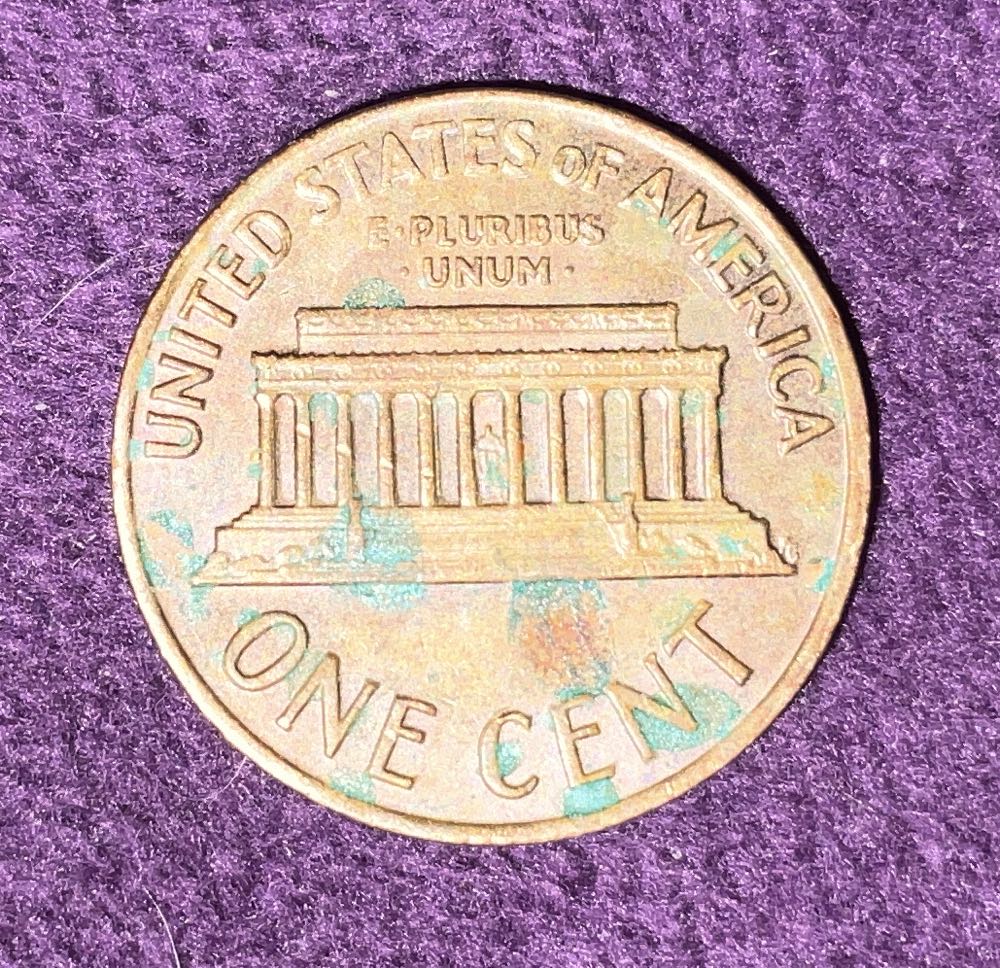 UNITED STATES OF AMERICA
E·PLURIBUS
·UNUM·
ONE CENT